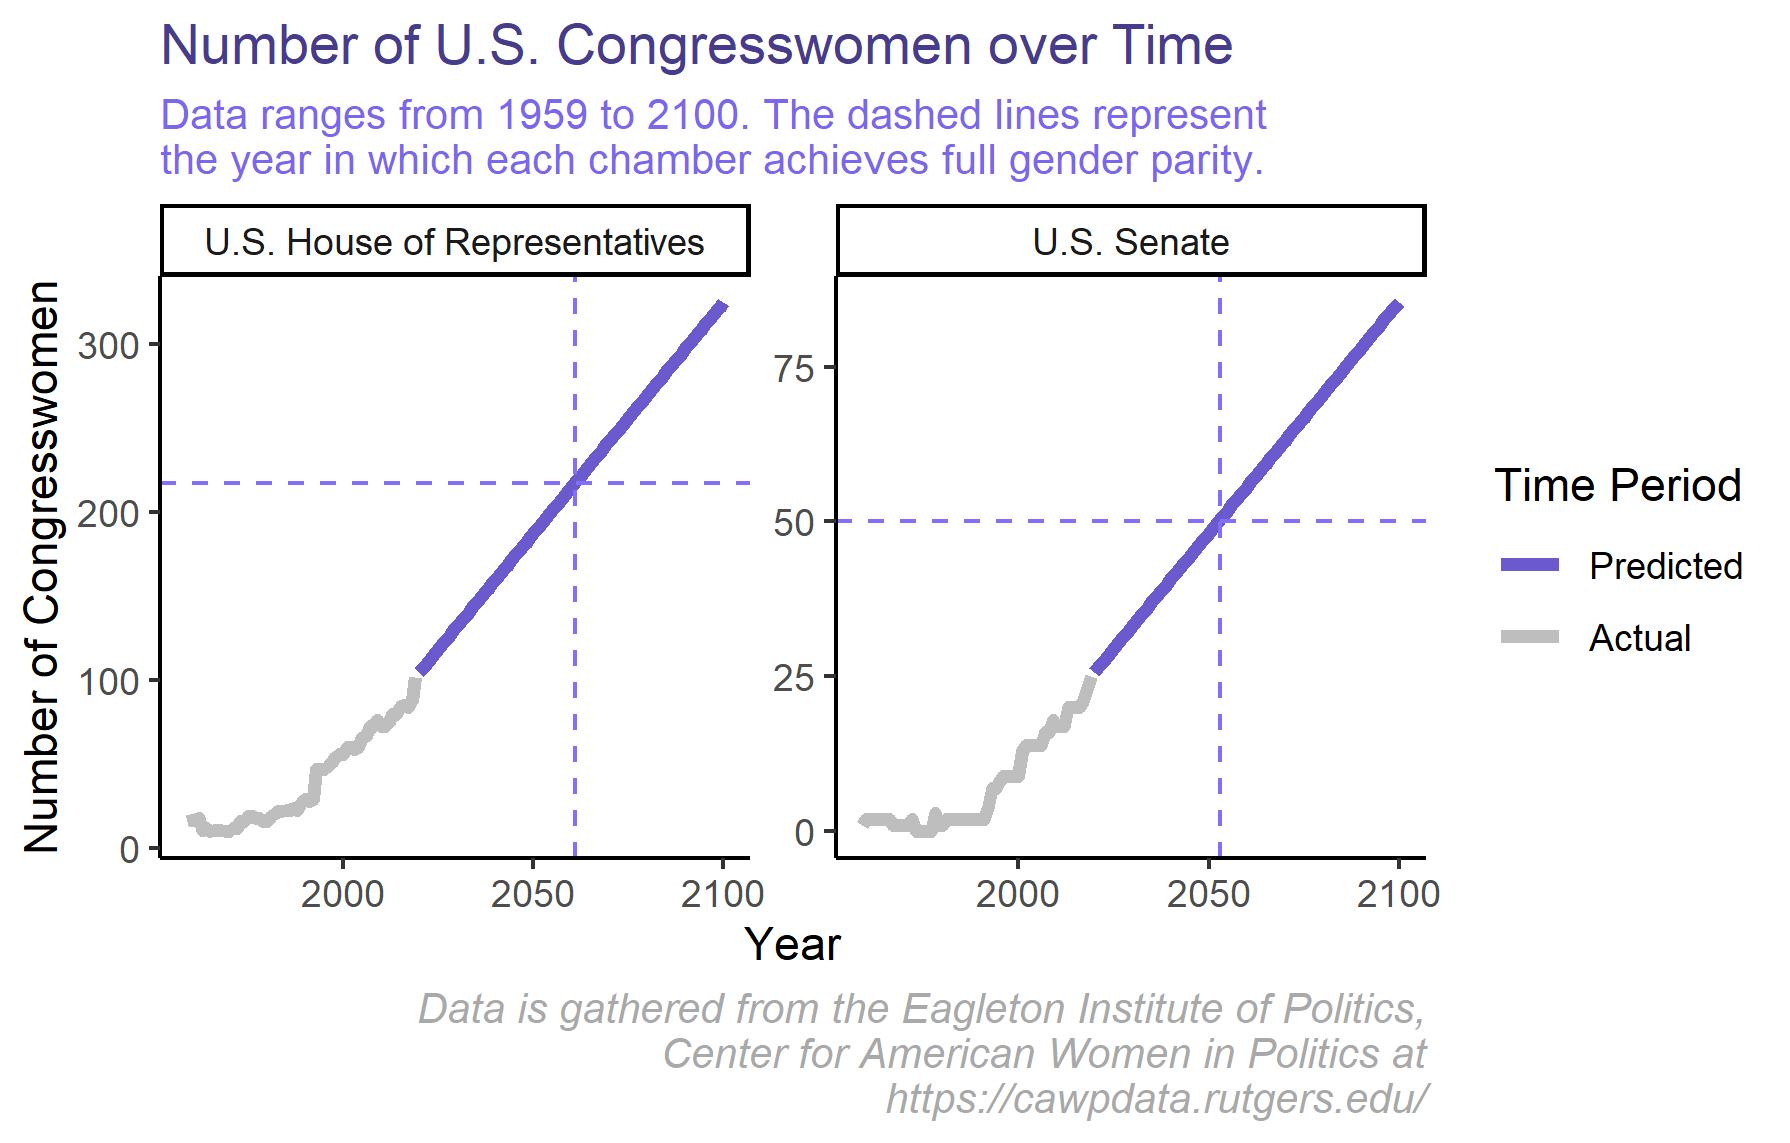 Number of U.S. Congresswomen over Time
Data ranges from 1959 to 2100. The dashed lines represent
the year in which each chamber achieves full gender parity.
U.S. House of Representatives
U.S. Senate
Number of Congresswomen
300
200
100
0
75
50
25
0
2000
2050
2100
2000
2050
2100
Year
Time Period
Predicted
Actual
Data is gathered from the Eagleton Institute of Politics,
Center for American Women in Politics at
https://cawpdata.rutgers.edu/